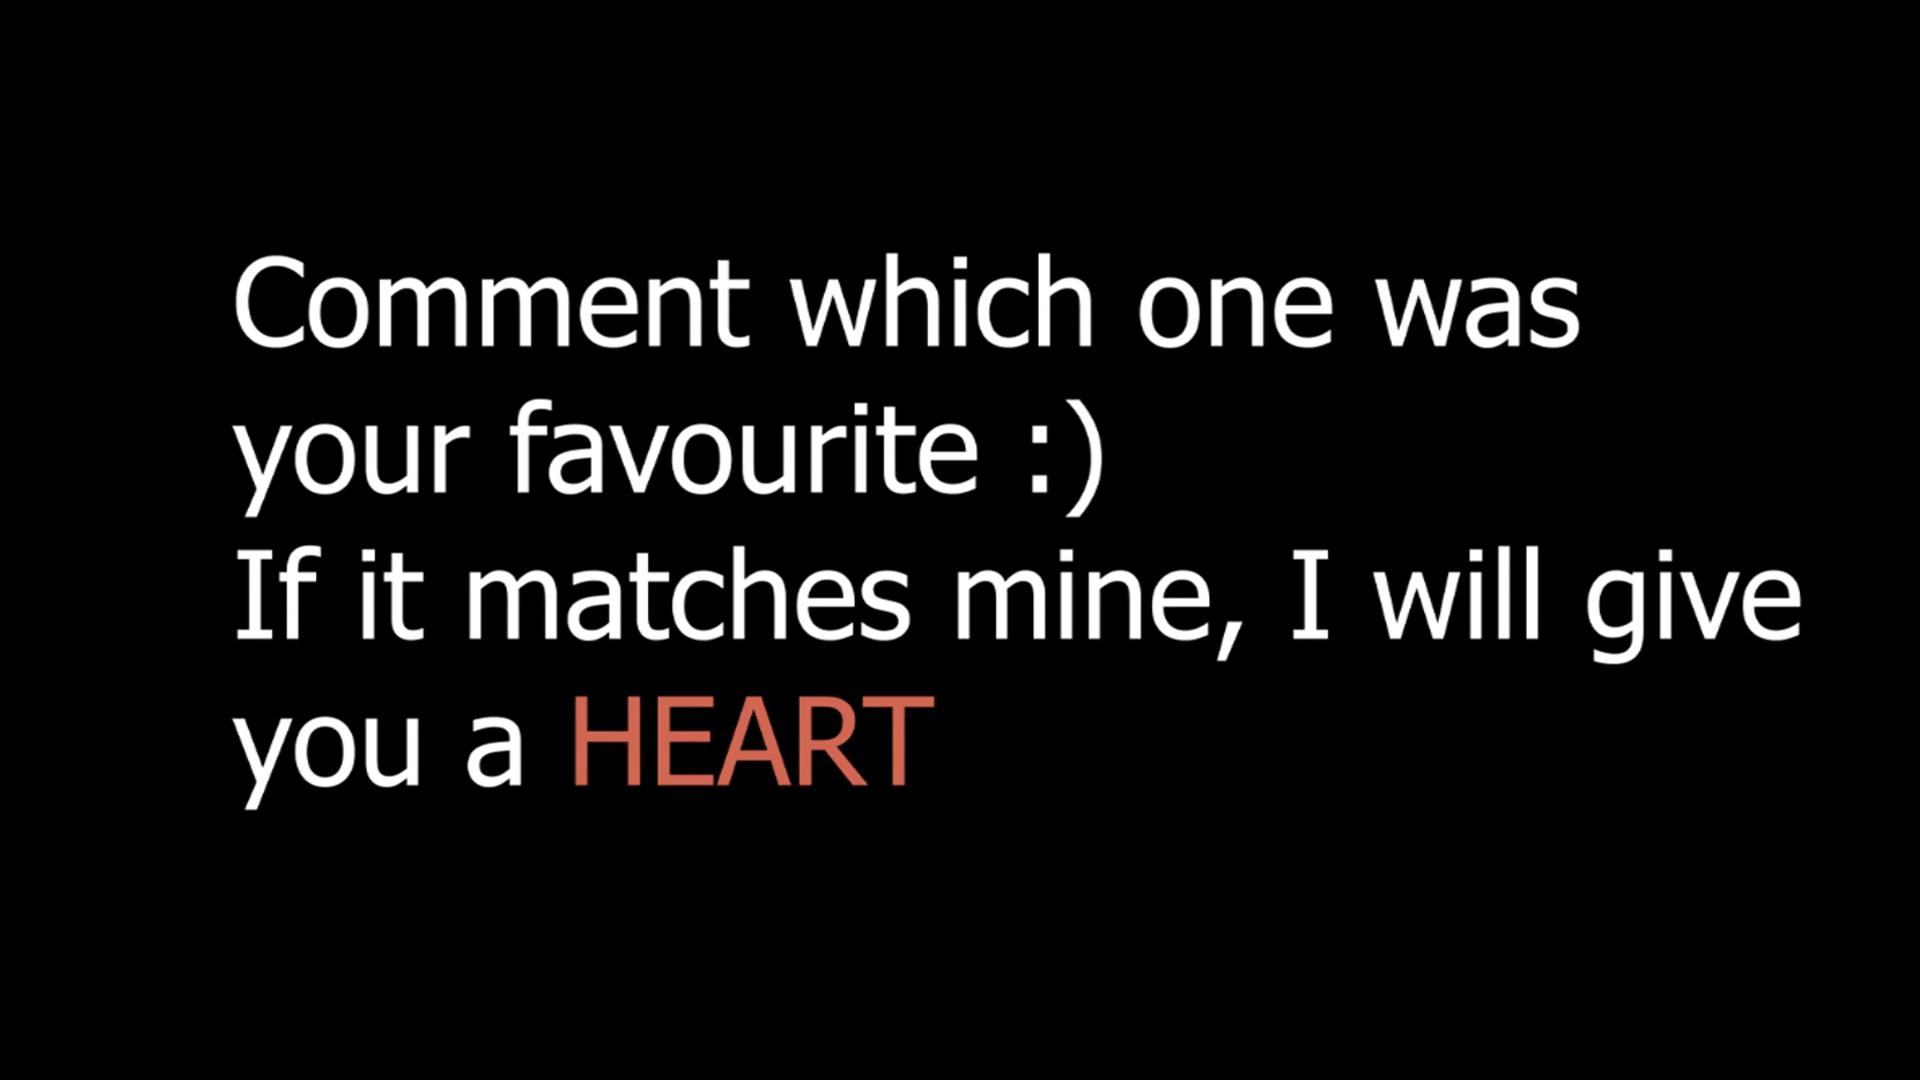 Comment which one was
your favourite :)
If it matches mine, I will give
you a HEART